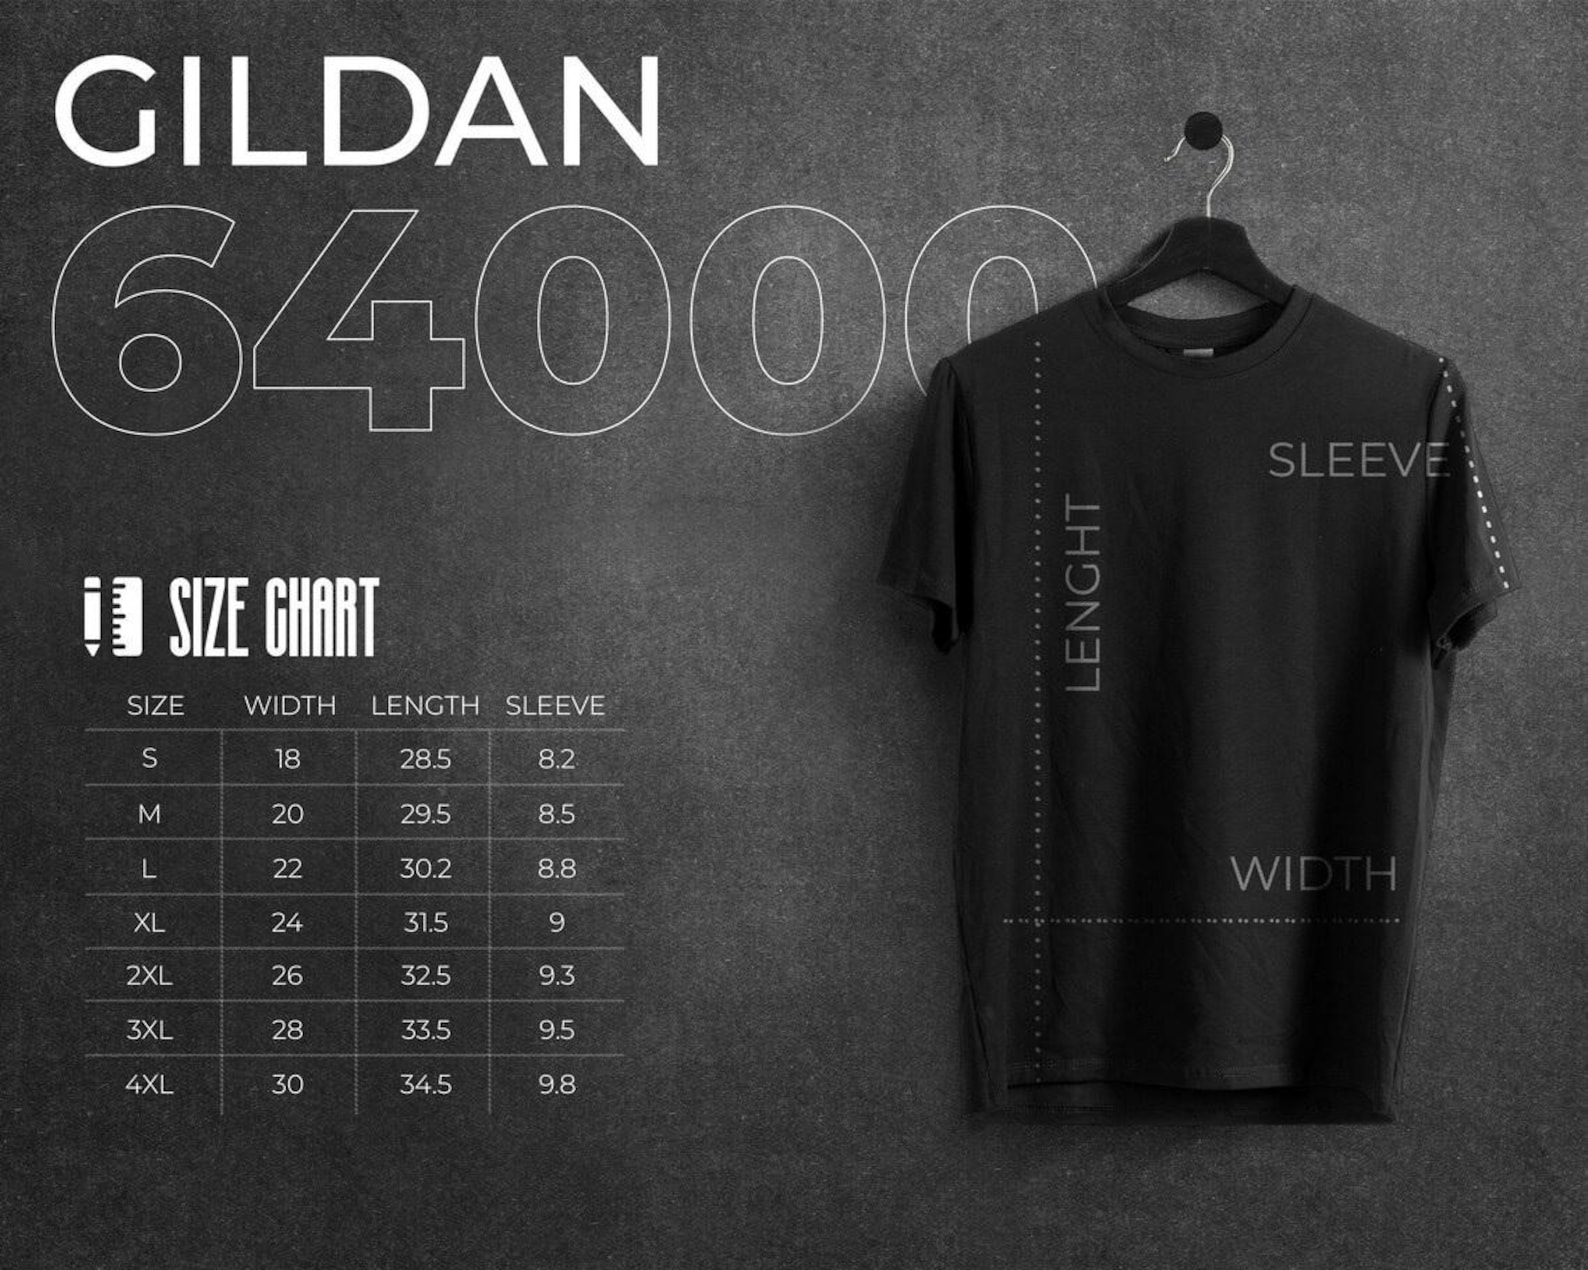 GILDAN
64000
SLEEVE
LENGHT
WIDTH
SIZE CHART
SIZE WIDTH LENGTH SLEEVE
S 18 28.5 8.2
M 20 29.5 8.5
L 22 30.2 8.8
XL 24 31.5 9
2XL 26 32.5 9.3
3XL 28 33.5 9.5
4XL 30 34.5 9.8